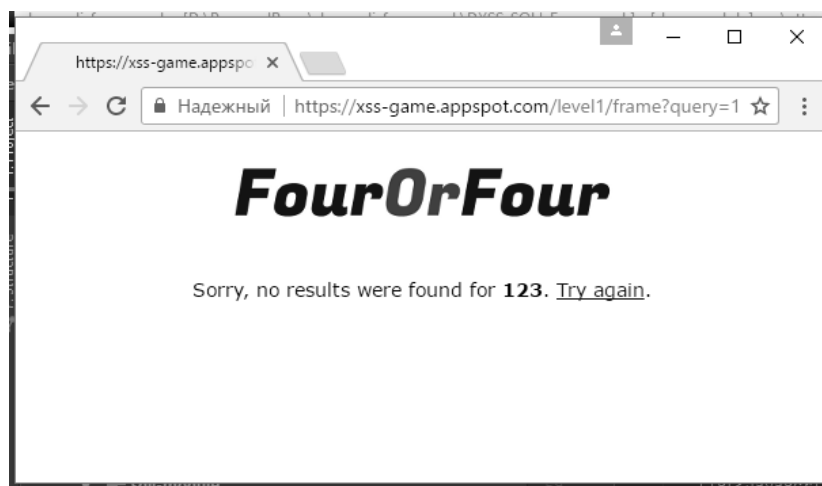 https://xss-game.appspo
Надежный https://xss-game.appspot.com/level1/frame?query=1
FourOrFour
Sorry, no results were found for 123. Try again.